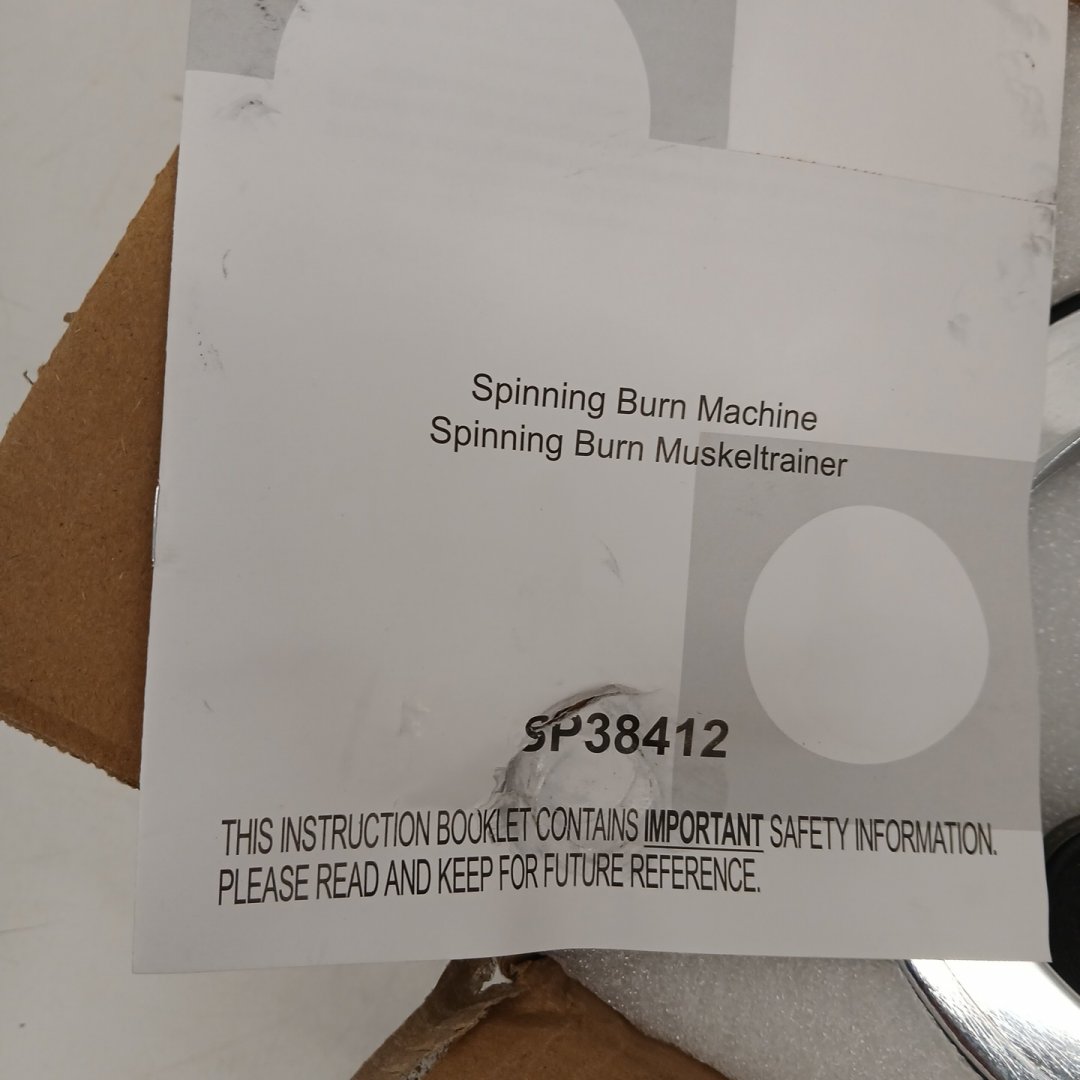 Spinning Burn Machine
Spinning Burn Muskeltrainer
SP38412
THIS INSTRUCTION BOOKLET CONTAINS IMPORTANT SAFETY INFORMATION.
PLEASE READ AND KEEP FOR FUTURE REFERENCE.